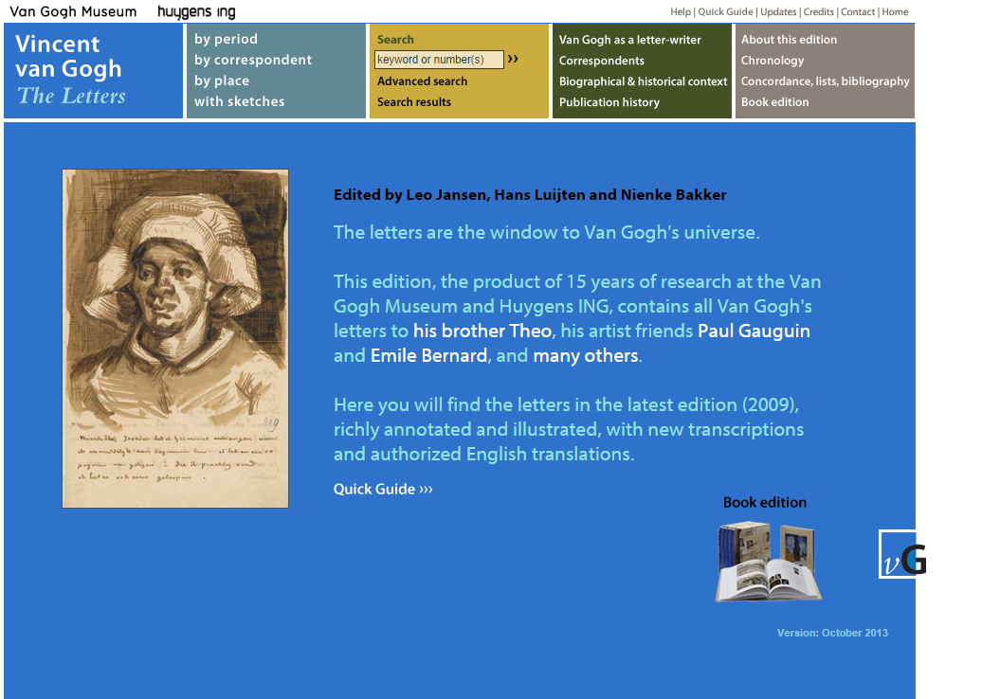 Van Gogh Museum huygens ing
Help | Quick Guide | Updates | Credits | Contact | Home
Vincent
van Gogh
The Letters
by period
by correspondent
by place
with sketches
Search
keyword or number(s) ››
Advanced search
Search results
Van Gogh as a letter-writer
Correspondents
Biographical & historical context
Publication history
About this edition
Chronology
Concordance, lists, bibliography
Book edition
Edited by Leo Jansen, Hans Luijten and Nienke Bakker
The letters are the window to Van Gogh's universe.
This edition, the product of 15 years of research at the Van
Gogh Museum and Huygens ING, contains all Van Gogh's
letters to his brother Theo, his artist friends Paul Gauguin
and Emile Bernard, and many others.
Here you will find the letters in the latest edition (2009),
richly annotated and illustrated, with new transcriptions
and authorized English translations.
Quick Guide ›››
Book edition
vG
Version: October 2013